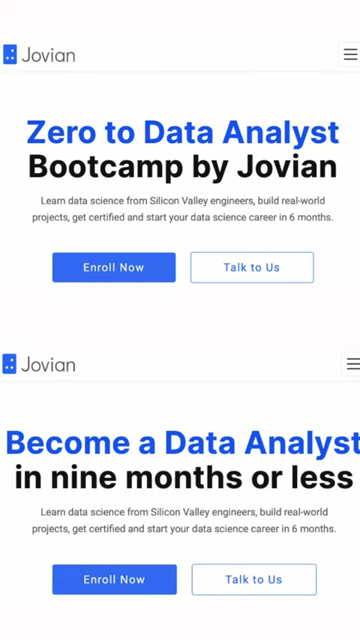 Jovian
Zero to Data Analyst
Bootcamp by Jovian
Learn data science from Silicon Valley engineers, build real-world
projects, get certified and start your data science career in 6 months.
Enroll Now
Talk to Us
Jovian
Become a Data Analyst
in nine months or less
Learn data science from Silicon Valley engineers, build real-world
projects, get certified and start your data science career in 6 months.
Enroll Now
Talk to Us